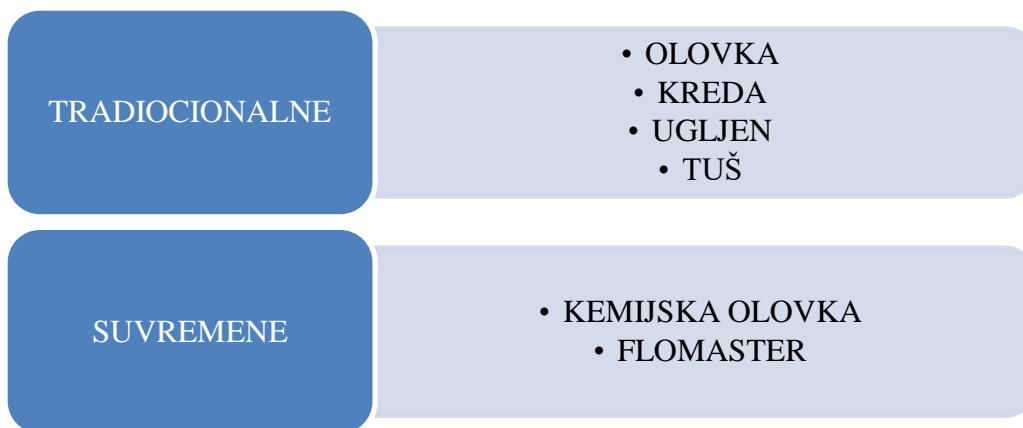 TRADIOCIONALNE
• OLOVKA
• KREDA
• UGLJEN
• TUŠ
SUVREMENE
• KEMIJSKA OLOVKA
• FLOMASTER